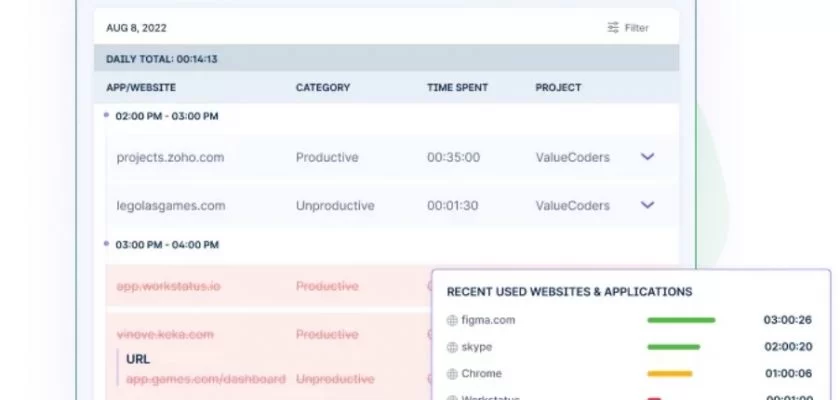 AUG 8, 2022 Filter
DAILY TOTAL: 00:14:13
APP/WEBSITE CATEGORY TIME SPENT PROJECT
02:00 PM - 03:00 PM
projects.zoho.com Productive 00:35:00 ValueCoders
legolasgames.com Unproductive 00:01:30 ValueCoders
03:00 PM - 04:00 PM
app.workstatus.io Productive
vinove.keka.com Productive
URL
app.games.com/dashboard Unproductive
RECENT USED WEBSITES & APPLICATIONS
figma.com 03:00:26
skype 02:00:20
Chrome 01:00:06
Workstatus 00:01:00